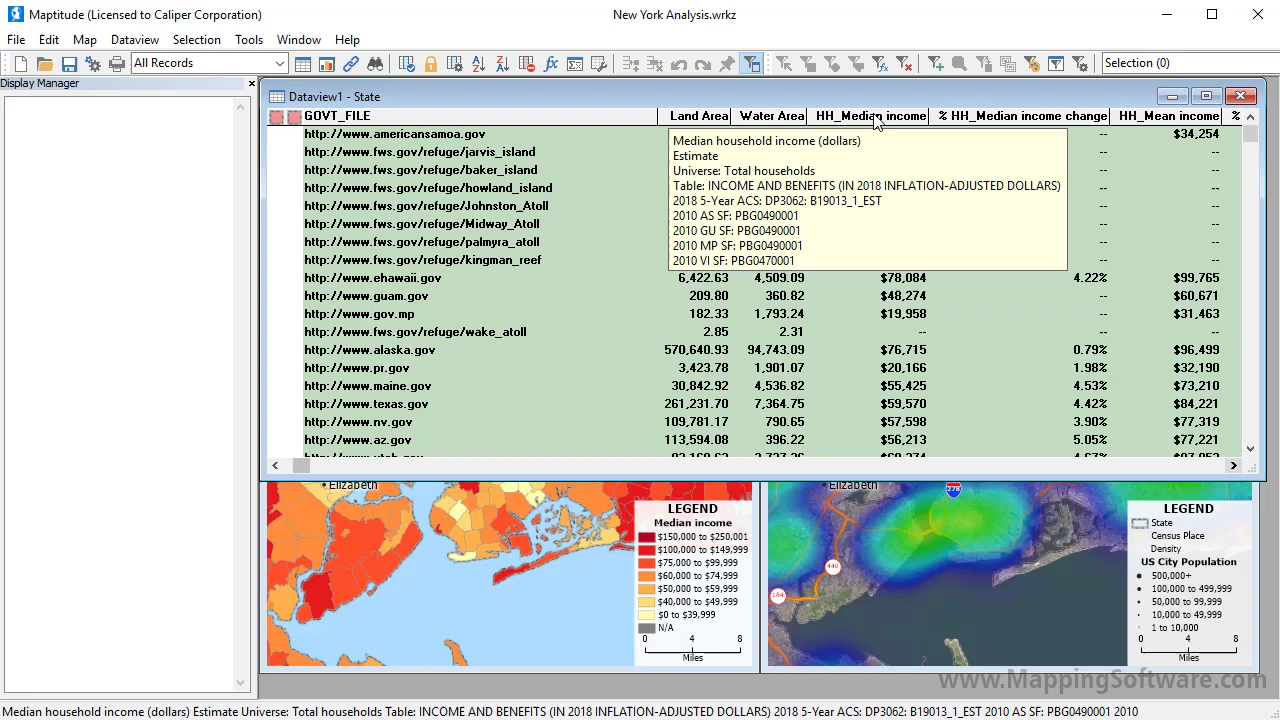 Maptitude (Licensed to Caliper Corporation)
New York Analysis.wrkz
File Edit Map Dataview Selection Tools Window Help
All Records
Selection (0)
Display Manager
Dataview1 - State
GOVT_FILE Land Area Water Area HH_Median income % HH_Median income change HH_Mean income %
http://www.americansamoa.gov -- $34,254
http://www.fws.gov/refuge/jarvis_island -- --
http://www.fws.gov/refuge/baker_island -- --
http://www.fws.gov/refuge/howland_island -- --
http://www.fws.gov/refuge/Johnston_Atoll -- --
http://www.fws.gov/refuge/Midway_Atoll -- --
http://www.fws.gov/refuge/palmyra_atoll -- --
http://www.fws.gov/refuge/kingman_reef -- --
Median household income (dollars)
Estimate
Universe: Total households
Table: INCOME AND BENEFITS (IN 2018 INFLATION-ADJUSTED DOLLARS)
2018 5-Year ACS: DP3062: B19013_1_EST
2010 AS SF: PBG0490001
2010 GU SF: PBG0490001
2010 MP SF: PBG0490001
2010 VI SF: PBG0470001
http://www.ehawaii.gov 6,422.63 4,509.09 $78,084 4.22% $99,765
http://www.guam.gov 209.80 360.82 $48,274 -- $60,671
http://www.gov.mp 182.33 1,793.24 $19,958 -- $31,463
http://www.fws.gov/refuge/wake_atoll 2.85 2.31 -- -- --
http://www.alaska.gov 570,640.93 94,743.09 $76,715 0.79% $96,499
http://www.pr.gov 3,423.78 1,901.07 $20,166 1.98% $32,190
http://www.maine.gov 30,842.92 4,536.82 $55,425 4.53% $73,210
http://www.texas.gov 261,231.70 7,364.75 $59,570 4.42% $84,221
http://www.nv.gov 109,781.17 790.65 $57,598 3.90% $77,319
http://www.az.gov 113,594.08 396.22 $56,213 5.05% $77,221
Elizabeth
LEGEND
Median income
$150,000 to $250,001
$100,000 to $149,999
$75,000 to $99,999
$60,000 to $74,999
$50,000 to $59,999
$40,000 to $49,999
$0 to $39,999
N/A
0 4 8
Miles
Elizabeth
278
440
184
LEGEND
State
Census Place
Density
US City Population
500,000+
100,000 to 499,999
50,000 to 99,999
10,000 to 49,999
1 to 10,000
0 4 8
Miles
www.MappingSoftware.com
Median household income (dollars) Estimate Universe: Total households Table: INCOME AND BENEFITS (IN 2018 INFLATION-ADJUSTED DOLLARS) 2018 5-Year ACS: DP3062: B19013_1_EST 2010 AS SF: PBG0490001 2010 GU SF: PBG0490001 2010